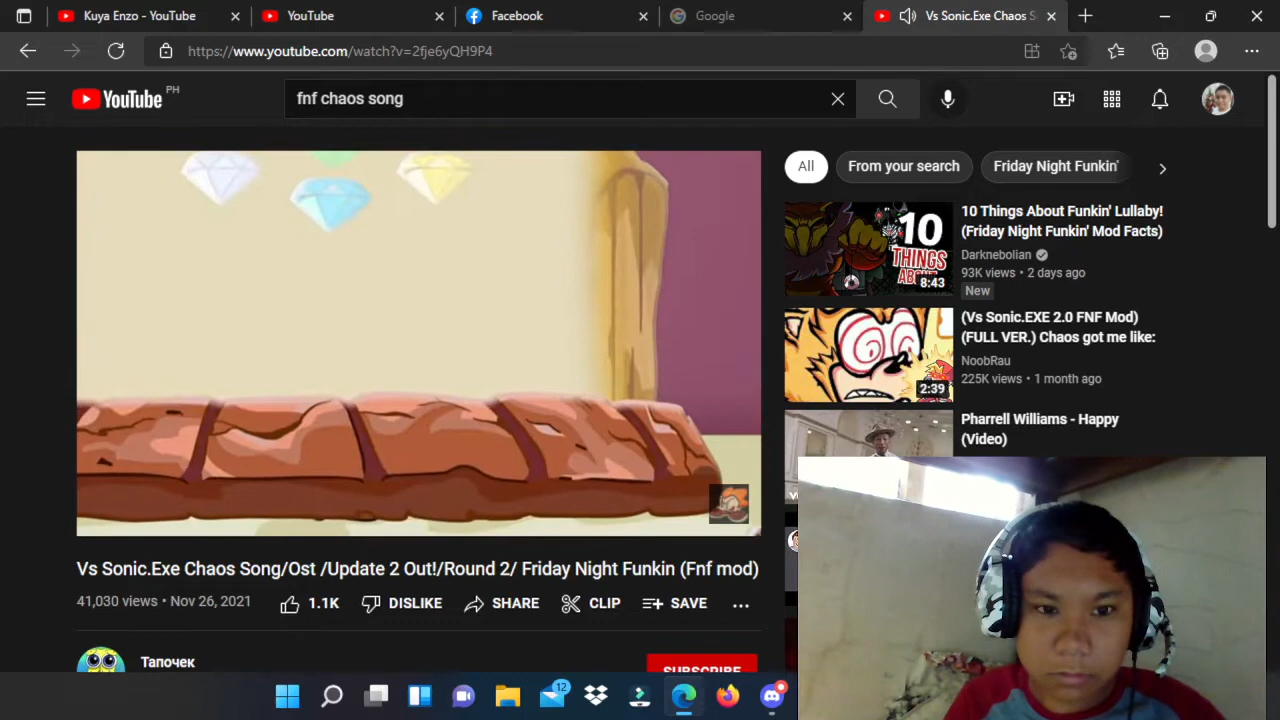 Kuya Enzo - YouTube
YouTube
Facebook
Google
Vs Sonic.Exe Chaos S
https://www.youtube.com/watch?v=2fje6yQH9P4
YouTube PH
fnf chaos song
All
From your search
Friday Night Funkin'
10
THINGS
8:43
10 Things About Funkin' Lullaby!
(Friday Night Funkin' Mod Facts)
Darknebolian
93K views • 2 days ago
New
2:39
(Vs Sonic.EXE 2.0 FNF Mod)
(FULL VER.) Chaos got me like:
NoobRau
225K views • 1 month ago
Pharrell Williams - Happy
(Video)
Vs Sonic.Exe Chaos Song/Ost /Update 2 Out!/Round 2/ Friday Night Funkin (Fnf mod)
41,030 views • Nov 26, 2021
1.1K
DISLIKE
SHARE
CLIP
SAVE
Тапочек
SUBSCRIBE
12